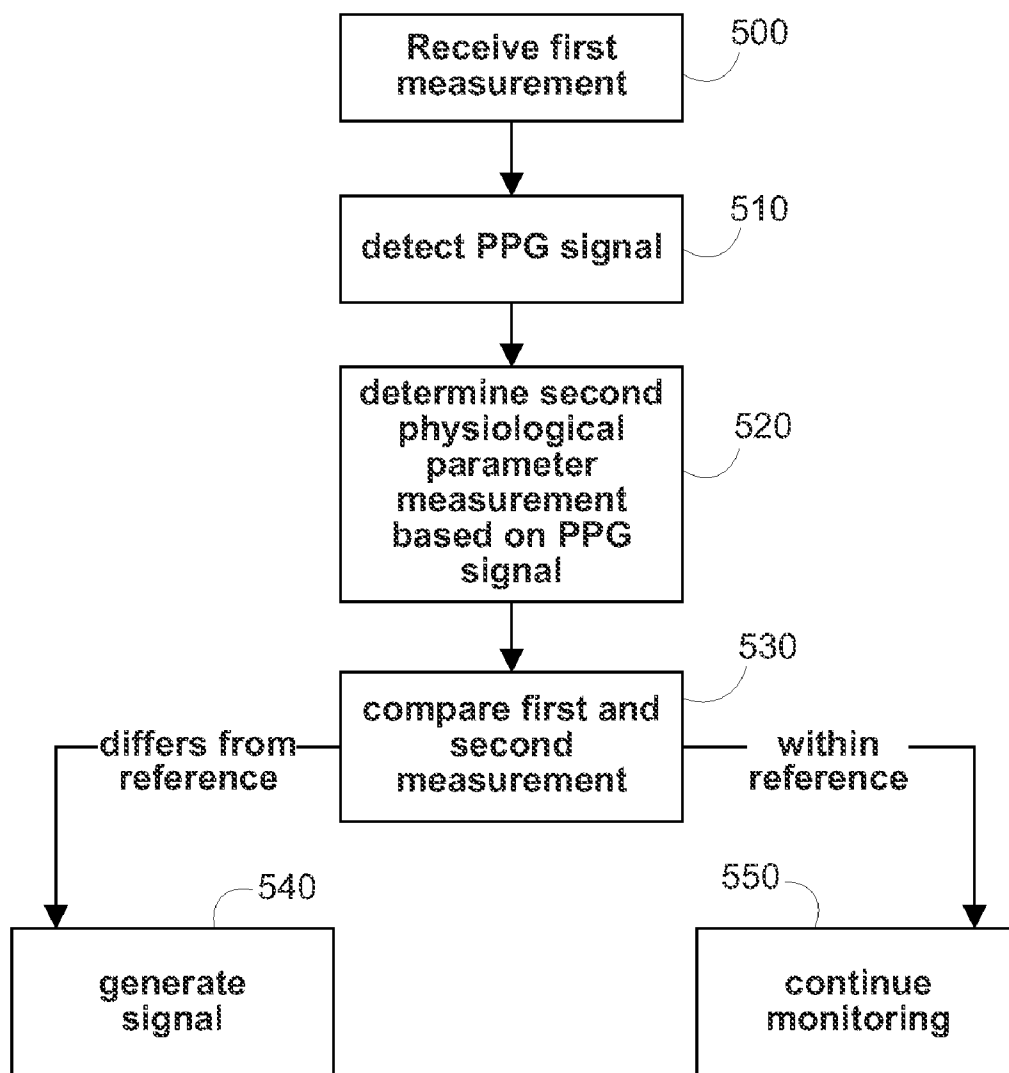 Receive first
measurement
500
detect PPG signal
510
determine second
physiological
parameter
measurement
based on PPG
signal
520
compare first and
second
measurement
530
differs from
reference
within
reference
generate
signal
540
continue
monitoring
550